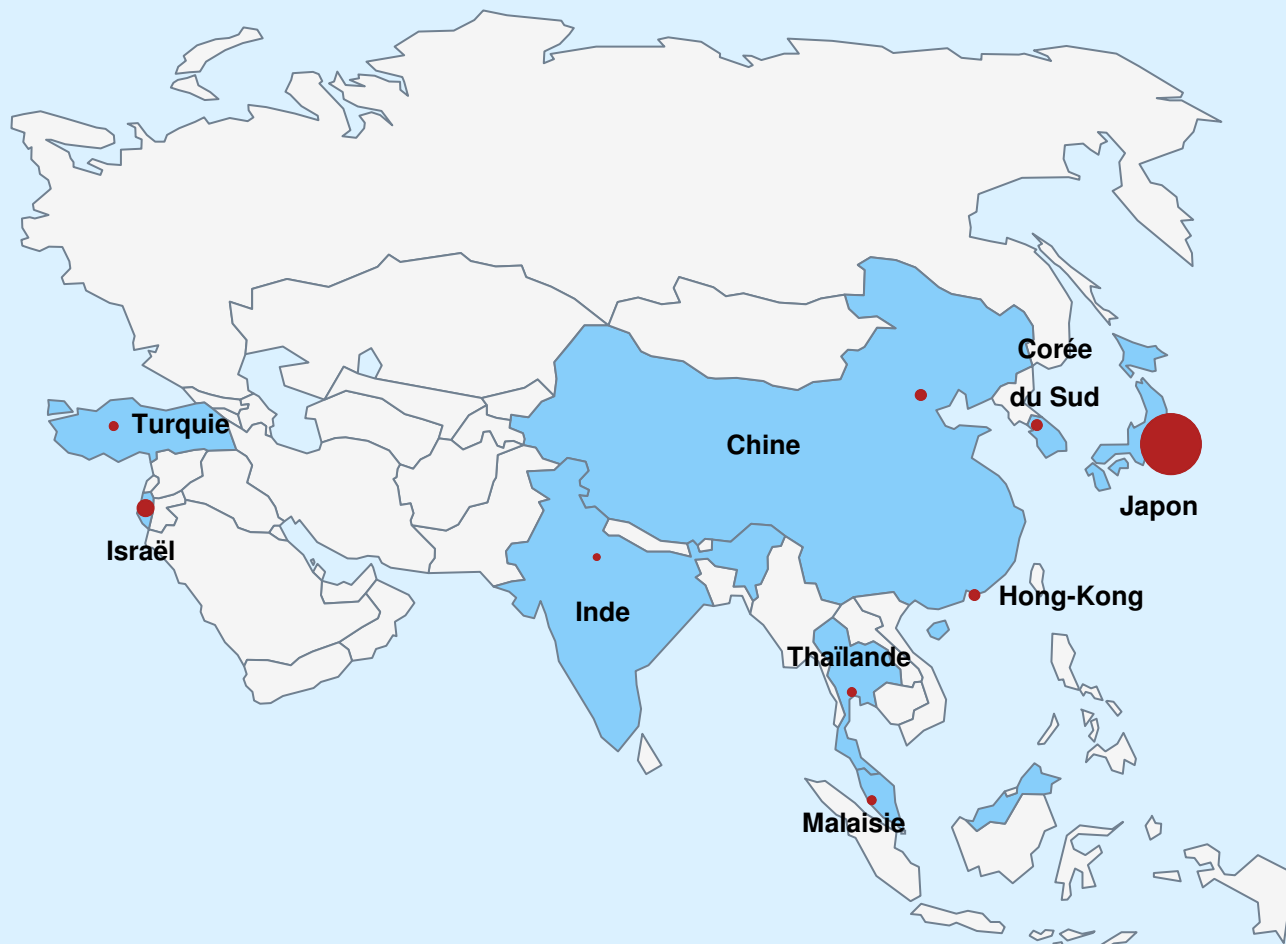 Corée
du Sud
Turquie
Chine
Japon
Israël
Hong-Kong
Inde
Thaïlande
Malaisie